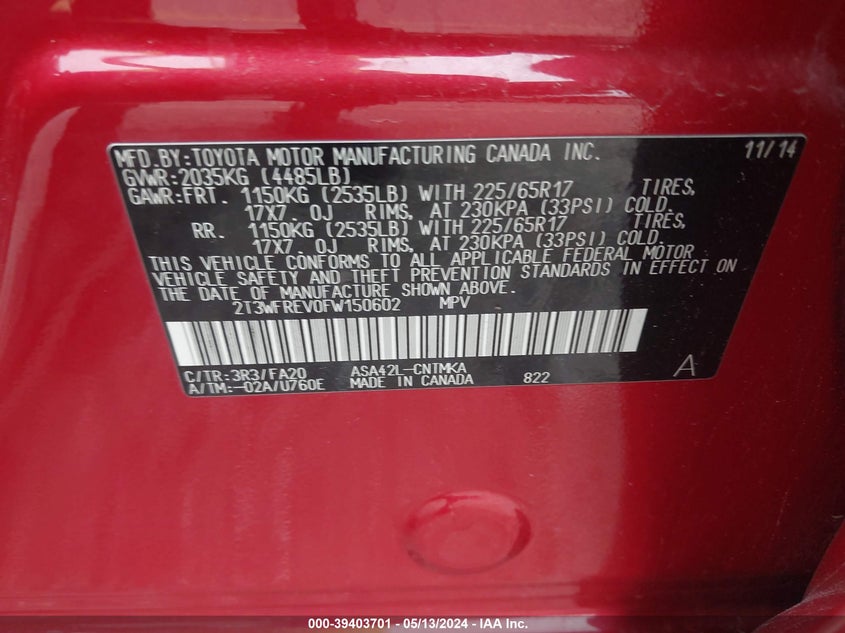 MFD.BY:TOYOTA MOTOR MANUFACTURING CANADA INC. 11/14
GVWR:2035KG (4485LB)
GAWR:FRT. 1150KG (2535LB) WITH 225/65R17 TIRES,
17X7.0J RIMS, AT 230KPA (33PSI) COLD.
RR. 1150KG (2535LB) WITH 225/65R17 TIRES,
17X7.0J RIMS, AT 230KPA (33PSI) COLD.
THIS VEHICLE CONFORMS TO ALL APPLICABLE FEDERAL MOTOR
VEHICLE SAFETY AND THEFT PREVENTION STANDARDS IN EFFECT ON
THE DATE OF MANUFACTURE SHOWN ABOVE.
2T3WFREV0FW150602 MPV
C/TR:3R3/FA20 ASA42L-CNTMKA
A/TM:-02A/U760E MADE IN CANADA 822 A
000-39403701 - 05/13/2024 - IAA Inc.